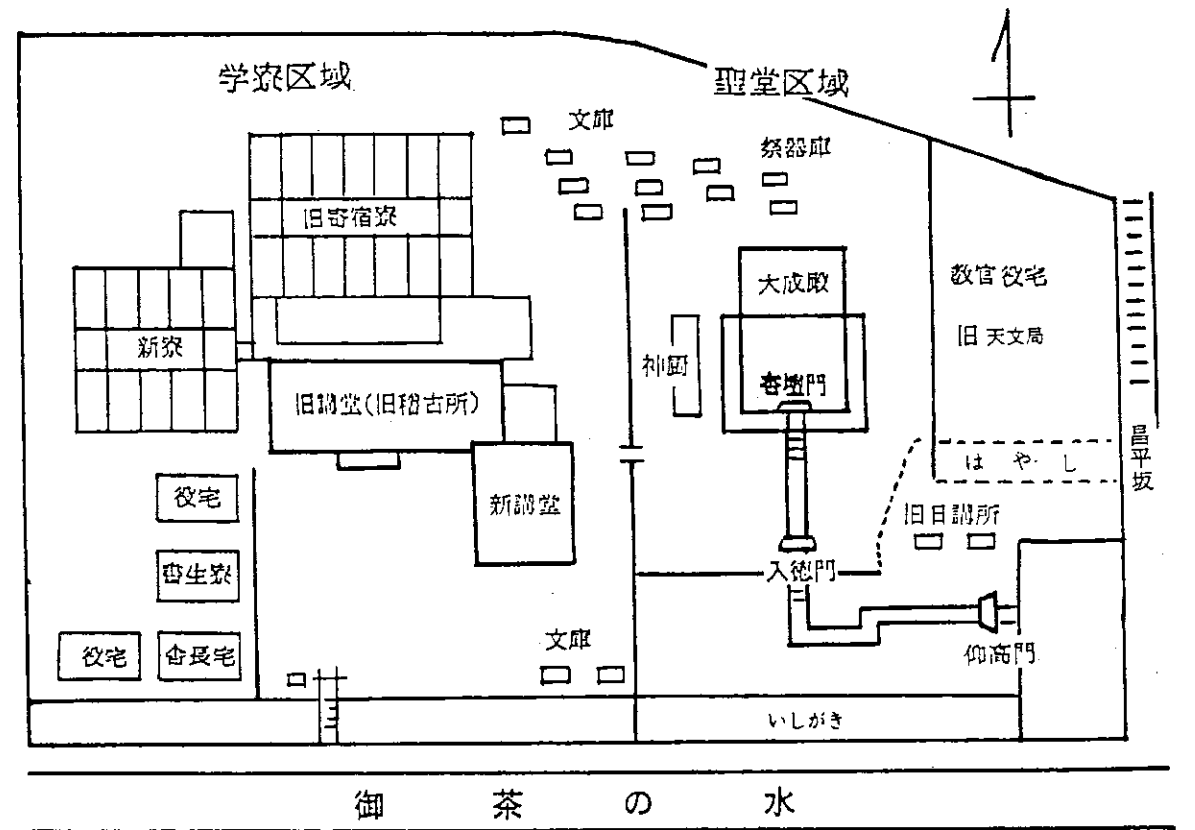 学寮区域
聖堂区域
文庫
祭器庫
旧寄宿寮
大成殿
教官役宅
新寮
旧天文局
神厨
杏壇門
旧講堂(旧稽古所)
昌平坂
はやし
役宅
新講堂
旧日講所
書生寮
入徳門
文庫
役宅
舎長宅
仰高門
いしがき
御茶の水